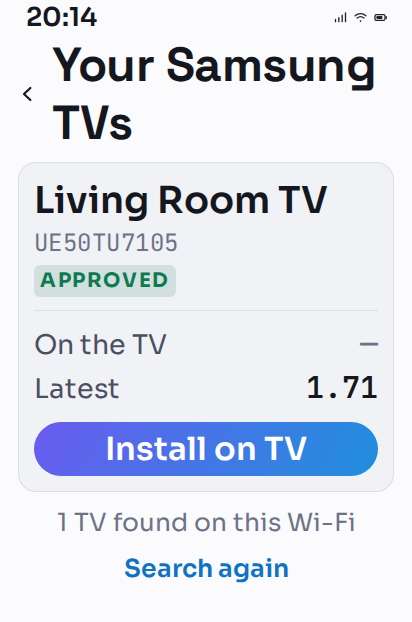 20:14
Your Samsung
TVs
Living Room TV
UE50TU7105
APPROVED
On the TV –
Latest 1.71
Install on TV
1 TV found on this Wi-Fi
Search again